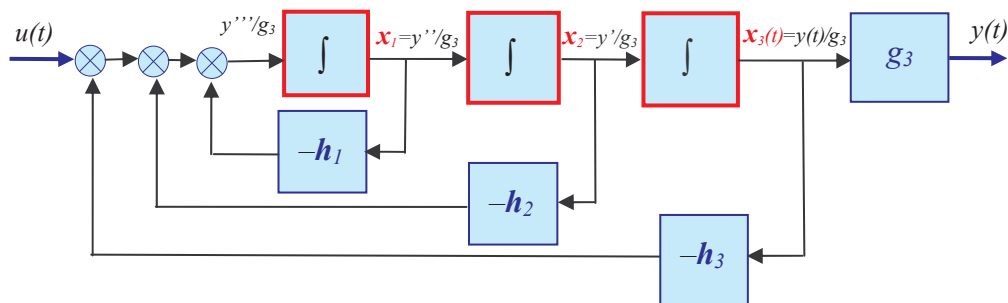 u(t) y'''/g₃ ∫ x₁=y''/g₃ ∫ x₂=y'/g₃ ∫ x₃(t)=y(t)/g₃ g₃ y(t)
–h₁
–h₂
–h₃